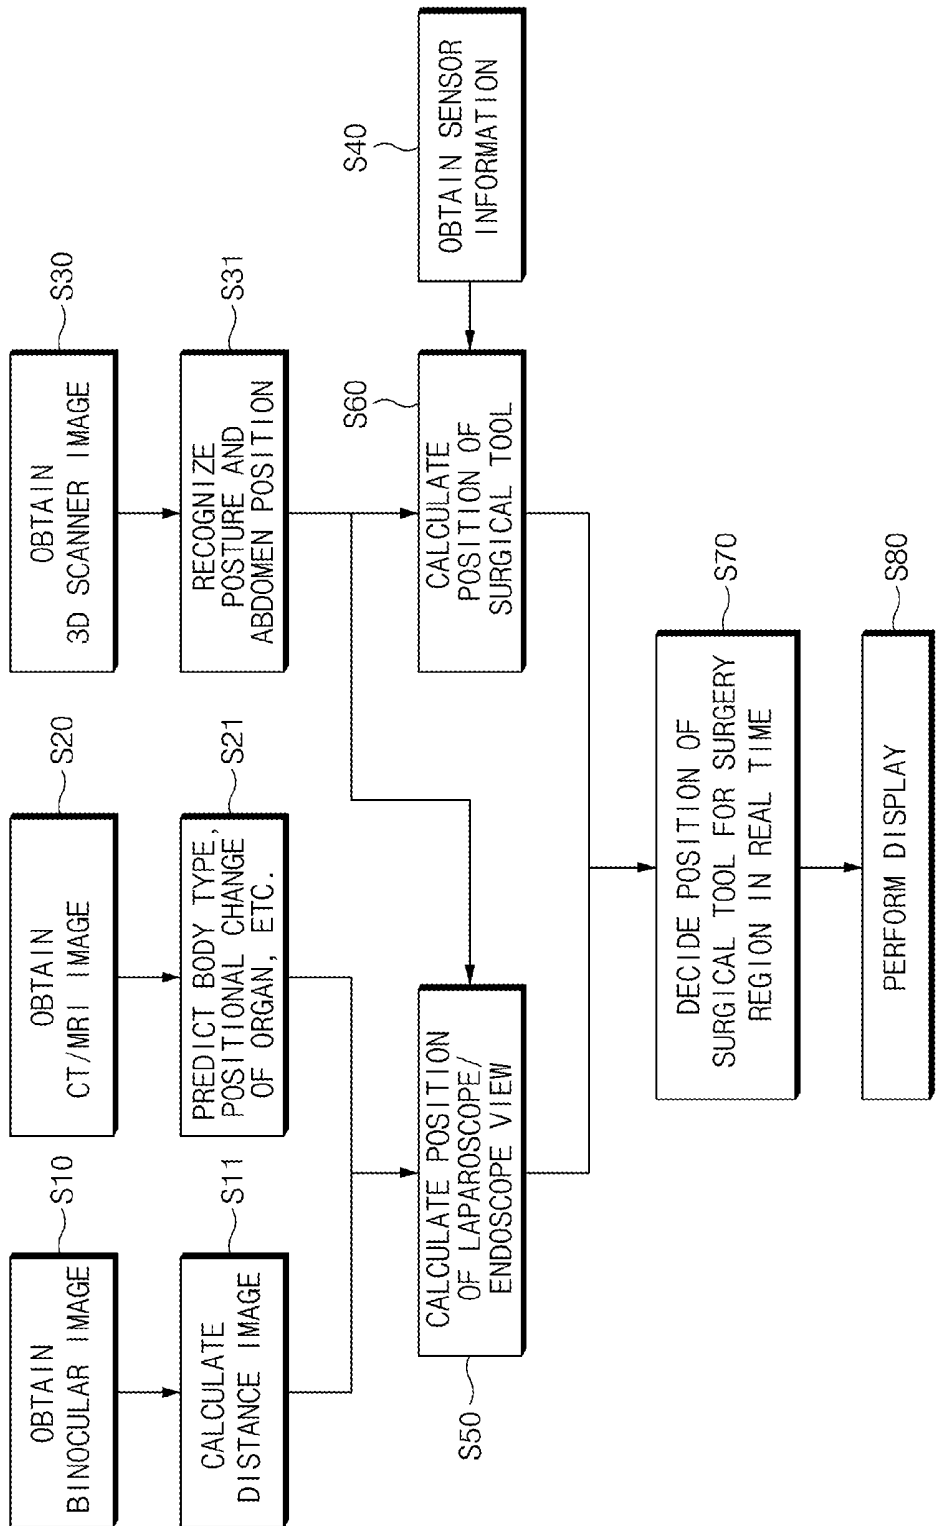 OBTAIN
BINOCULAR IMAGE
S10
OBTAIN
CT/MRI IMAGE
S20
OBTAIN
3D SCANNER IMAGE
S30
CALCULATE
DISTANCE IMAGE
S11
PREDICT BODY TYPE,
POSITIONAL CHANGE
OF ORGAN, ETC.
S21
RECOGNIZE
POSTURE AND
ABDOMEN POSITION
S31
S50
CALCULATE POSITION
OF LAPAROSCOPE/
ENDOSCOPE VIEW
S60
CALCULATE
POSITION OF
SURGICAL TOOL
S40
OBTAIN SENSOR
INFORMATION
DECIDE POSITION OF
SURGICAL TOOL FOR SURGERY
REGION IN REAL TIME
S70
PERFORM DISPLAY
S80